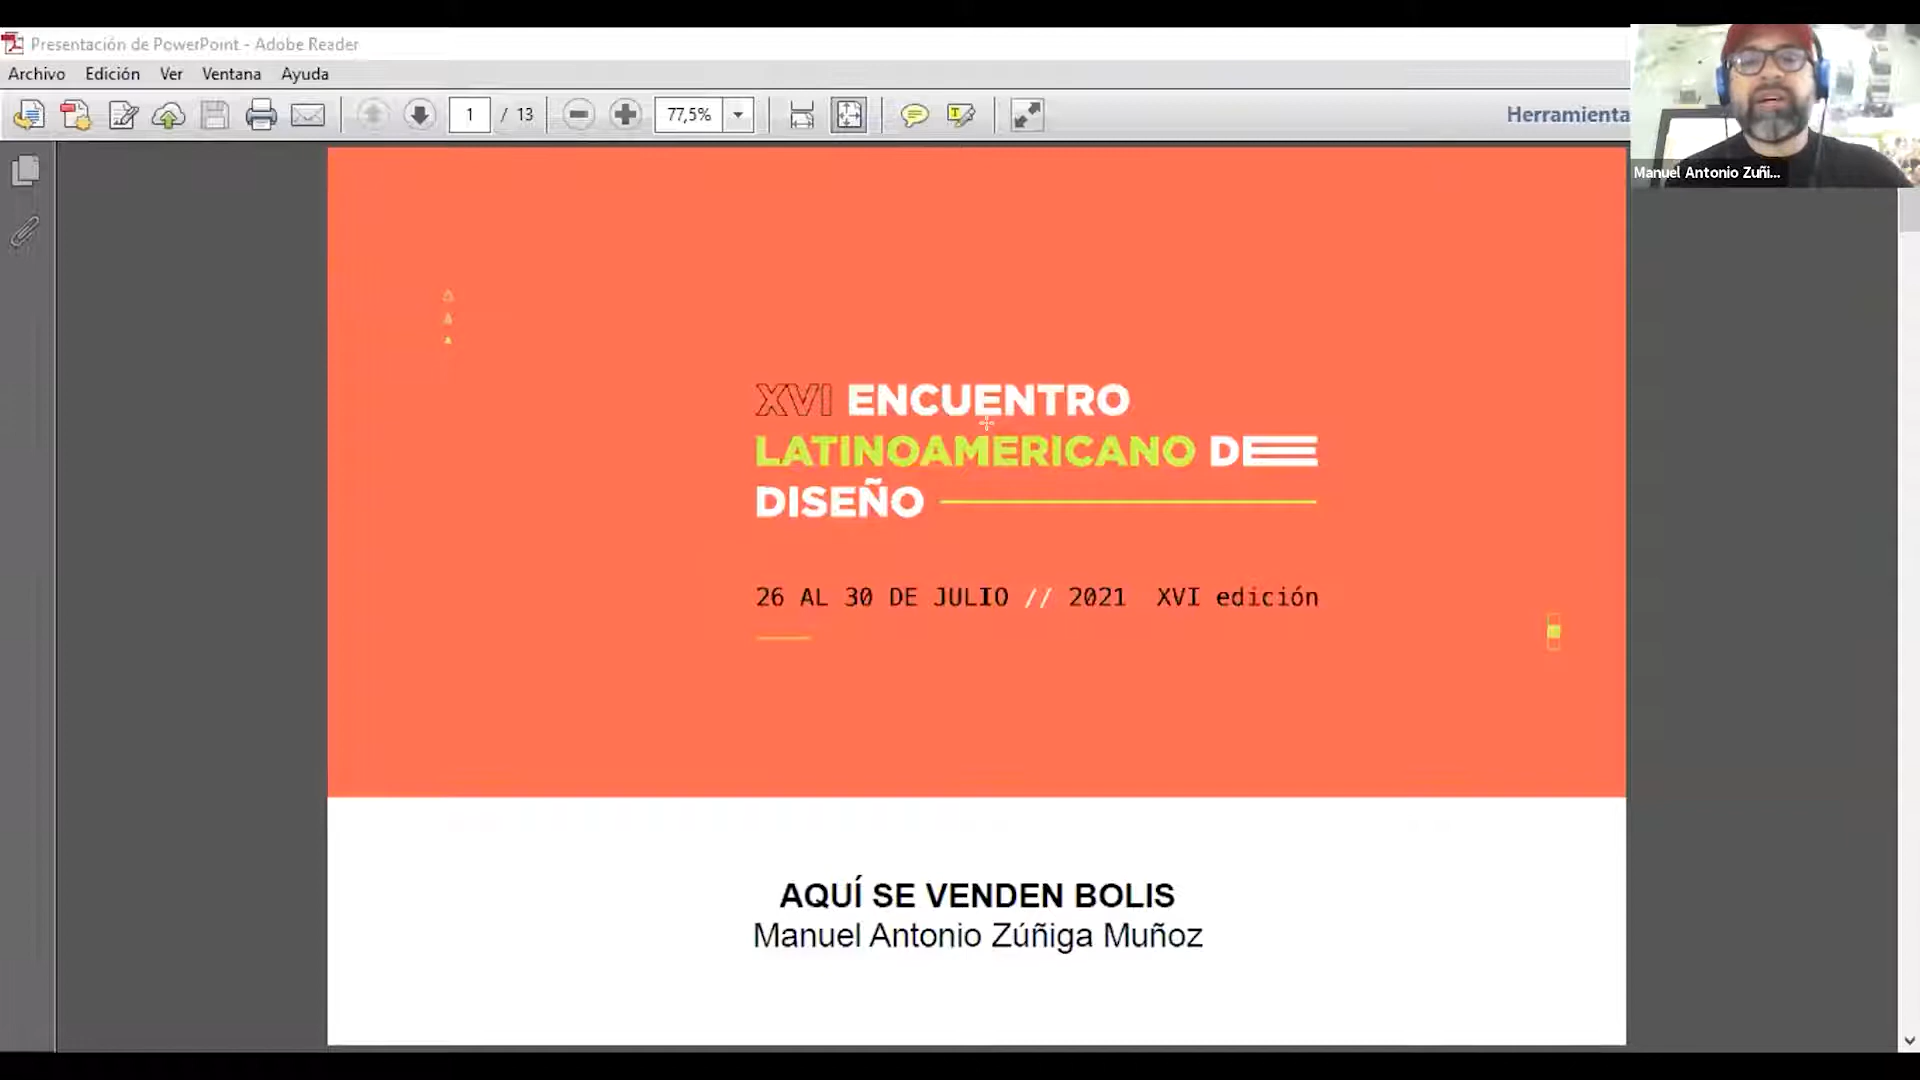 Presentación de PowerPoint - Adobe Reader
Archivo Edición Ver Ventana Ayuda
1 / 13 77,5% Herramienta
Manuel Antonio Zuñi...
XVI ENCUENTRO
LATINOAMERICANO DE
DISEÑO
26 AL 30 DE JULIO // 2021 XVI edición
AQUÍ SE VENDEN BOLIS
Manuel Antonio Zúñiga Muñoz